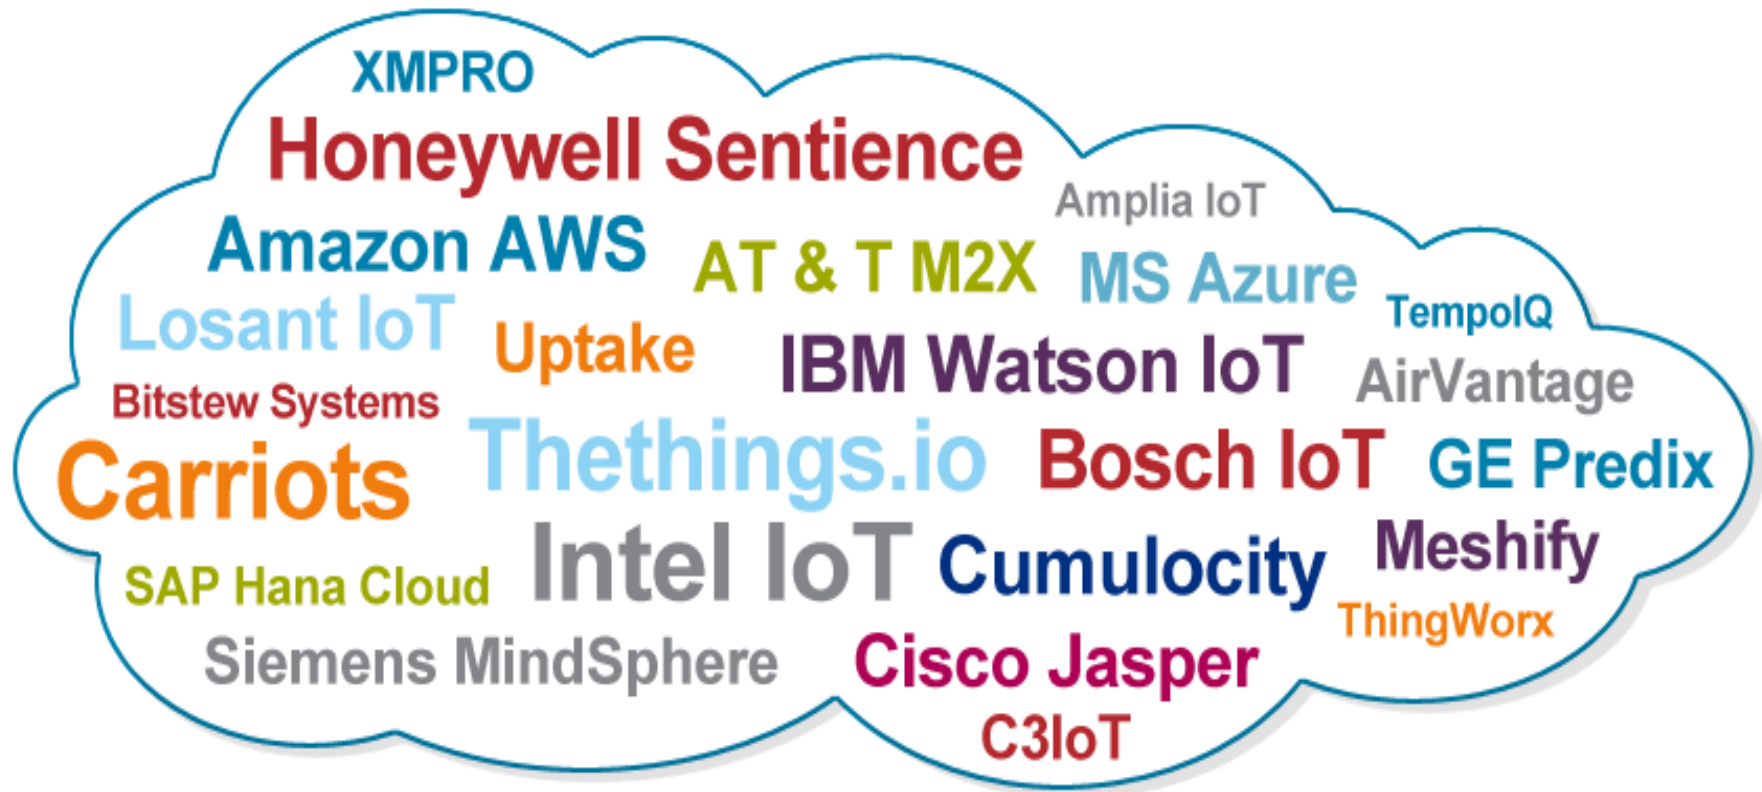 XMPRO
Honeywell Sentience
Amplia IoT
Amazon AWS
AT & T M2X
MS Azure
Losant IoT
TempoIQ
Uptake
IBM Watson IoT
AirVantage
Bitstew Systems
Carriots
Thethings.io
Bosch IoT
GE Predix
Intel IoT
Cumulocity
Meshify
SAP Hana Cloud
ThingWorx
Siemens MindSphere
Cisco Jasper
C3IoT